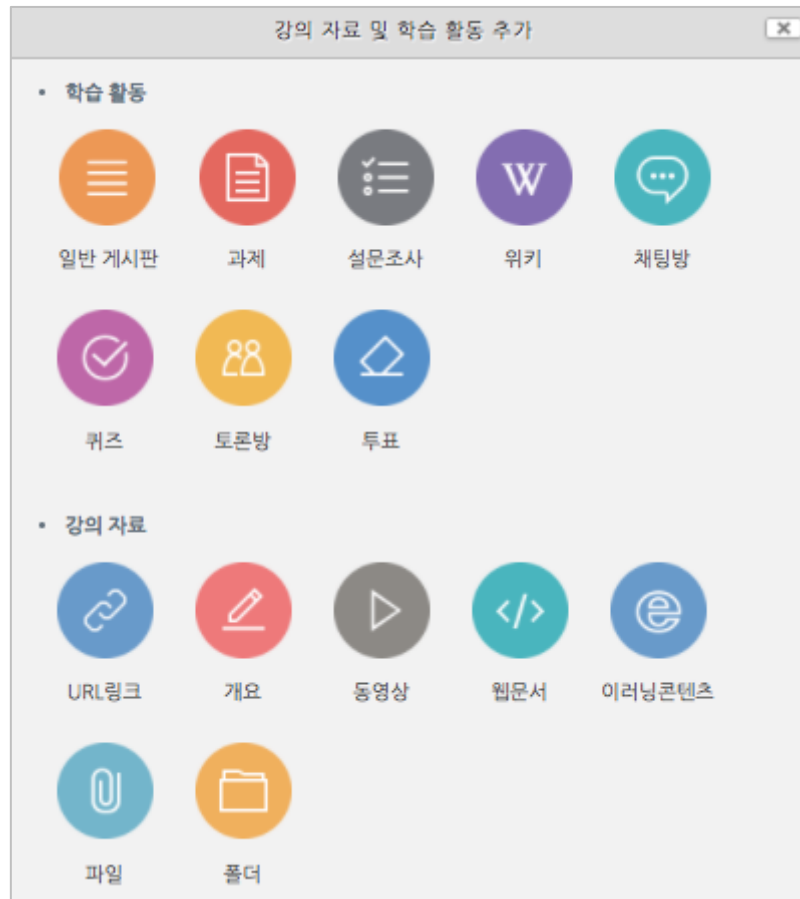 강의 자료 및 학습 활동 추가
• 학습 활동
일반 게시판 과제 설문조사 위키 채팅방
퀴즈 토론방 투표
• 강의 자료
URL링크 개요 동영상 웹문서 이러닝콘텐츠
파일 폴더